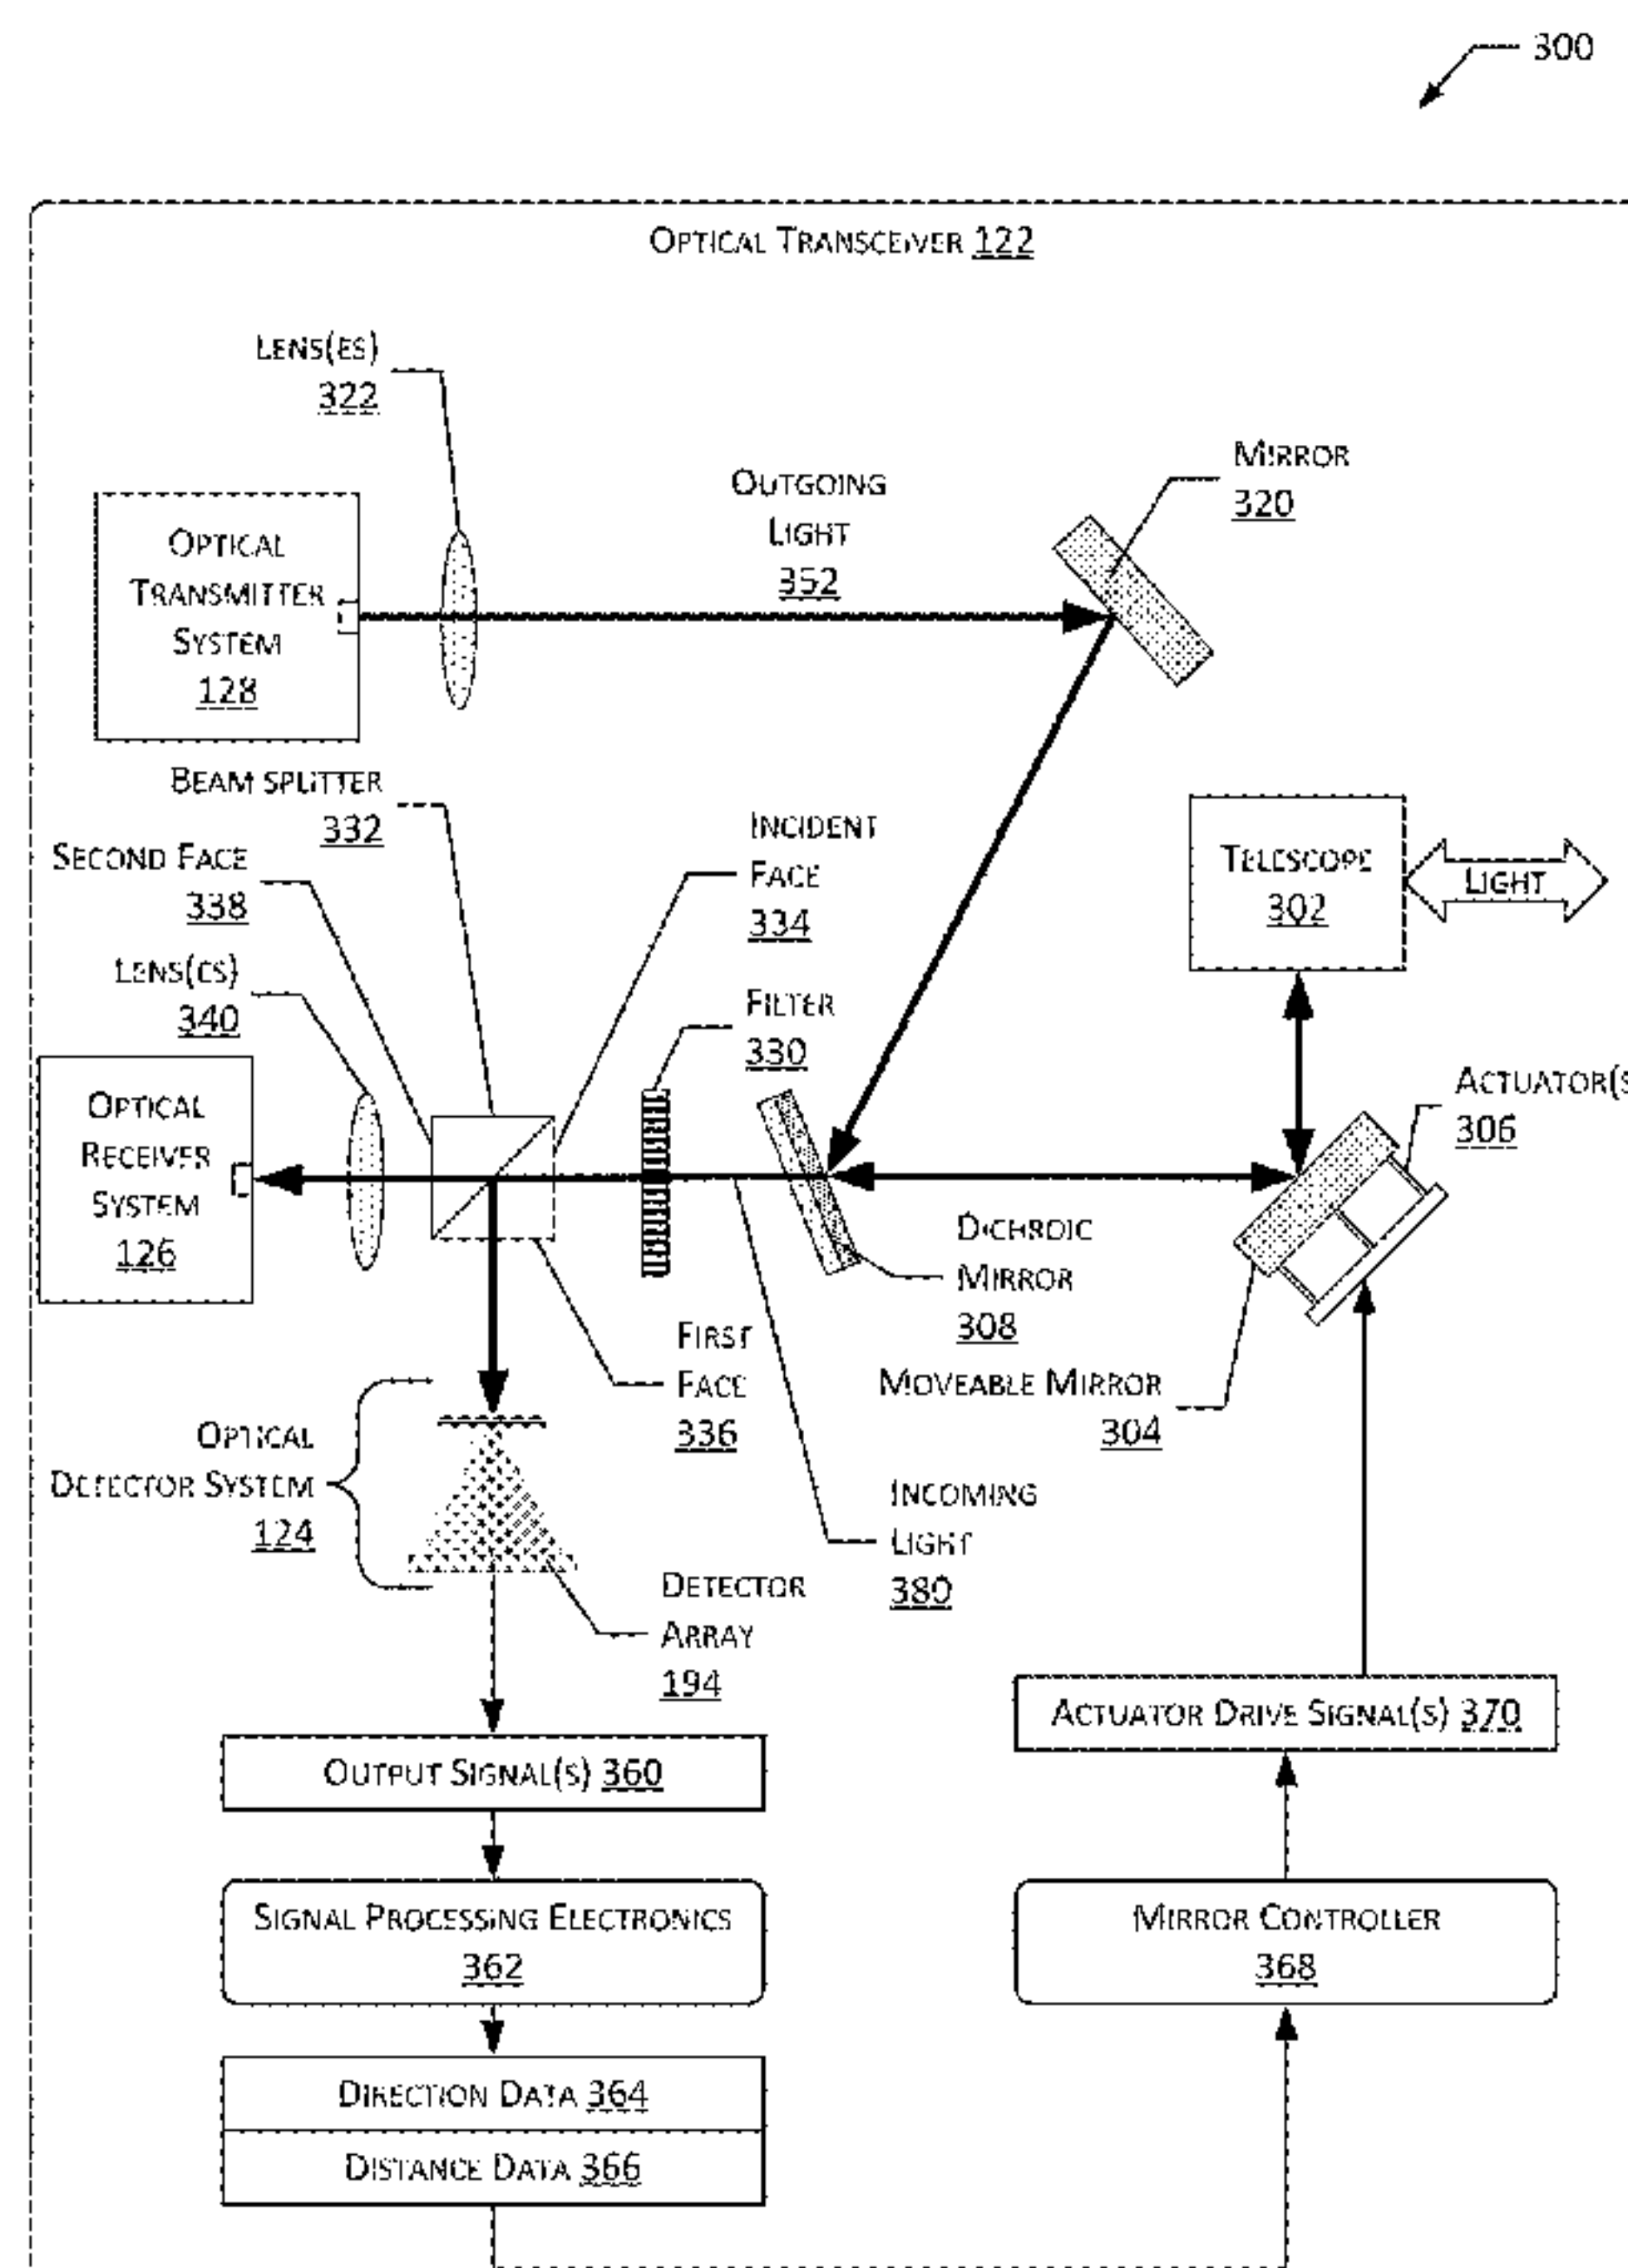 300
OPTICAL TRANSCEIVER 122
LENS(ES)
322
MIRROR
320
OUTGOING
LIGHT
352
OPTICAL
TRANSMITTER
SYSTEM
128
BEAM SPLITTER
332
SECOND FACE
338
INCIDENT
FACE
334
TELESCOPE
302
LIGHT
LENS(ES)
340
FILTER
330
ACTUATOR(S
306
OPTICAL
RECEIVER
SYSTEM
126
DICHROIC
MIRROR
308
FIRST
FACE
336
MOVEABLE MIRROR
304
OPTICAL
DETECTOR SYSTEM
124
INCOMING
LIGHT
380
DETECTOR
ARRAY
194
ACTUATOR DRIVE SIGNAL(S) 370
OUTPUT SIGNAL(S) 360
SIGNAL PROCESSING ELECTRONICS
362
MIRROR CONTROLLER
368
DIRECTION DATA 364
DISTANCE DATA 366